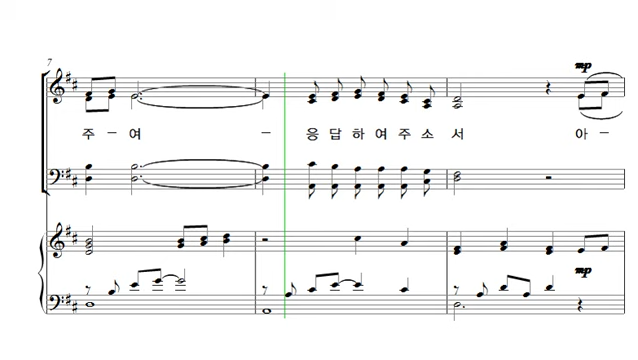 7
mp
주 - 여 - 응 답 하 여 주 소 서 아 -
mp